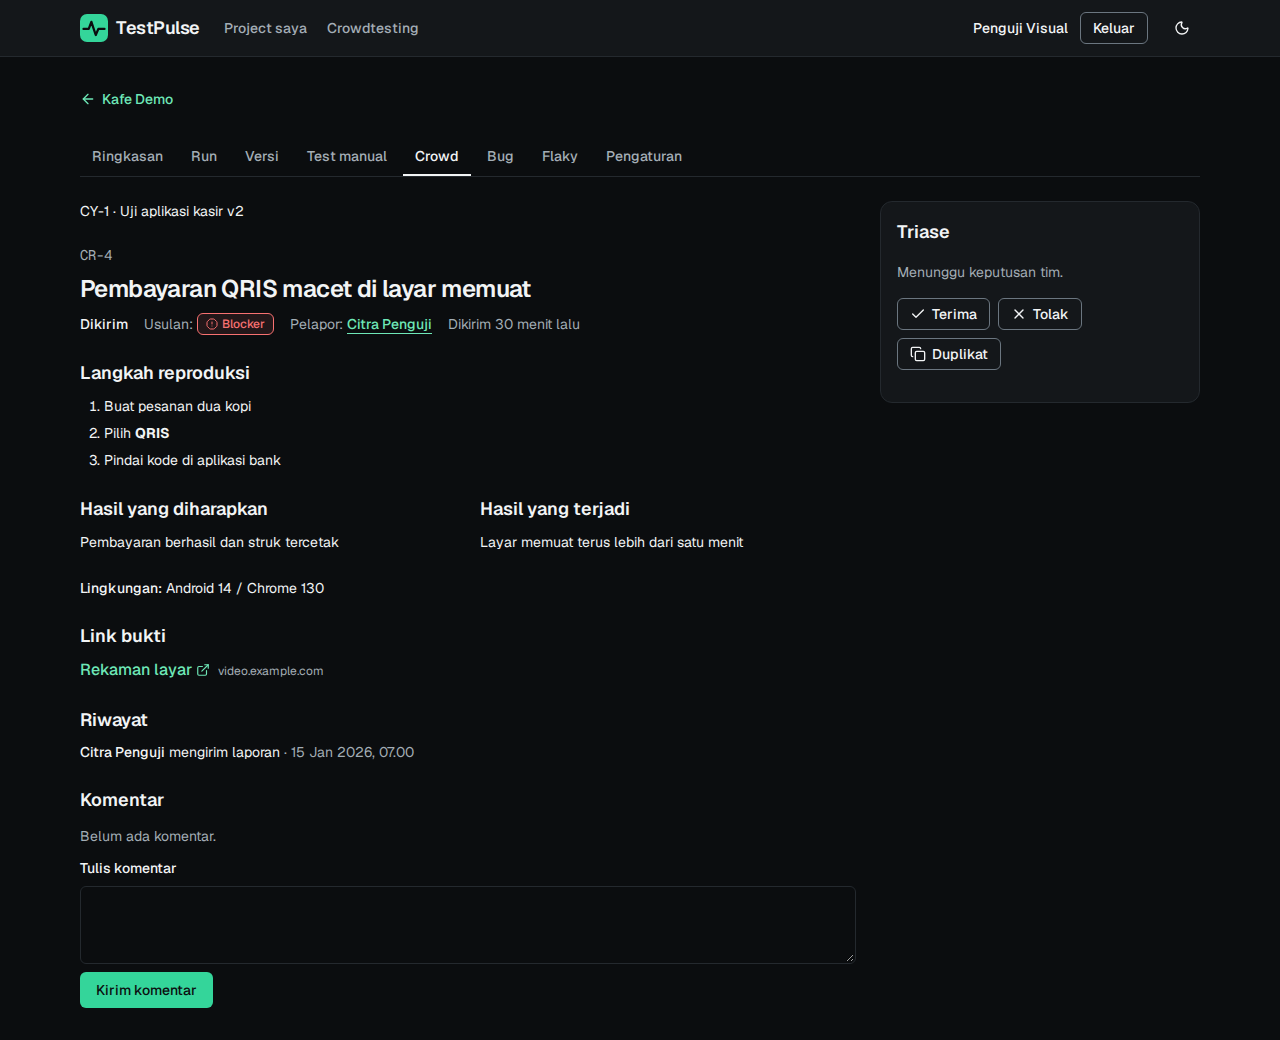 TestPulse Project saya Crowdtesting Penguji Visual Keluar
Kafe Demo
Ringkasan Run Versi Test manual Crowd Bug Flaky Pengaturan
CY-1 · Uji aplikasi kasir v2
CR-4
Pembayaran QRIS macet di layar memuat
Dikirim Usulan: Blocker Pelapor: Citra Penguji Dikirim 30 menit lalu
Langkah reproduksi
1. Buat pesanan dua kopi
2. Pilih QRIS
3. Pindai kode di aplikasi bank
Hasil yang diharapkan
Pembayaran berhasil dan struk tercetak
Hasil yang terjadi
Layar memuat terus lebih dari satu menit
Lingkungan: Android 14 / Chrome 130
Link bukti
Rekaman layar video.example.com
Riwayat
Citra Penguji mengirim laporan · 15 Jan 2026, 07.00
Komentar
Belum ada komentar.
Tulis komentar
Kirim komentar
Triase
Menunggu keputusan tim.
Terima Tolak
Duplikat